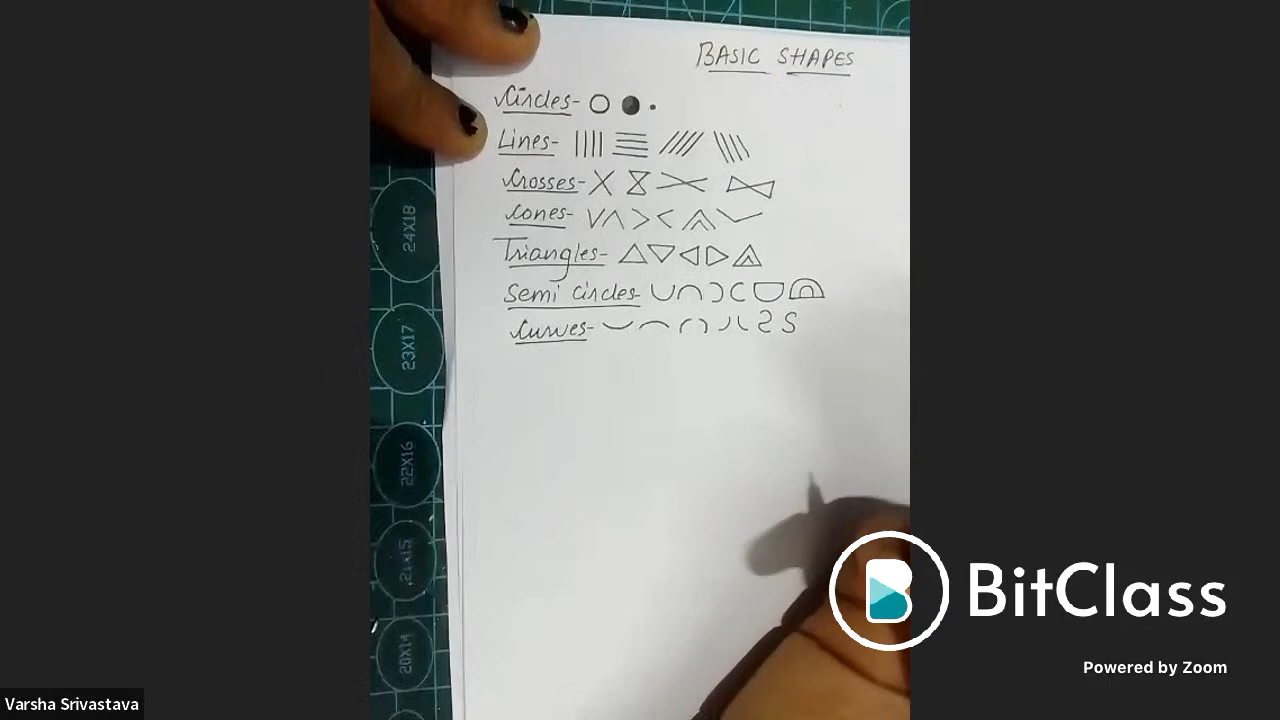 BASIC SHAPES
Circles-
Lines-
Crosses-
Cones-
Triangles-
Semi Circles-
Curves-
24X18
23X17
22X16
21X15
20X14
BitClass
Powered by Zoom
Varsha Srivastava